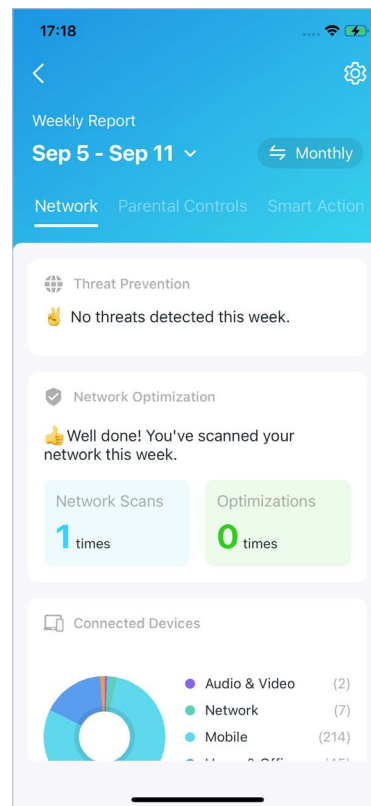 17:18
Weekly Report
Sep 5 - Sep 11
Monthly
Network Parental Controls Smart Action
Threat Prevention
✌️ No threats detected this week.
Network Optimization
👍Well done! You've scanned your
network this week.
Network Scans
1 times
Optimizations
0 times
Connected Devices
Audio & Video (2)
Network (7)
Mobile (214)